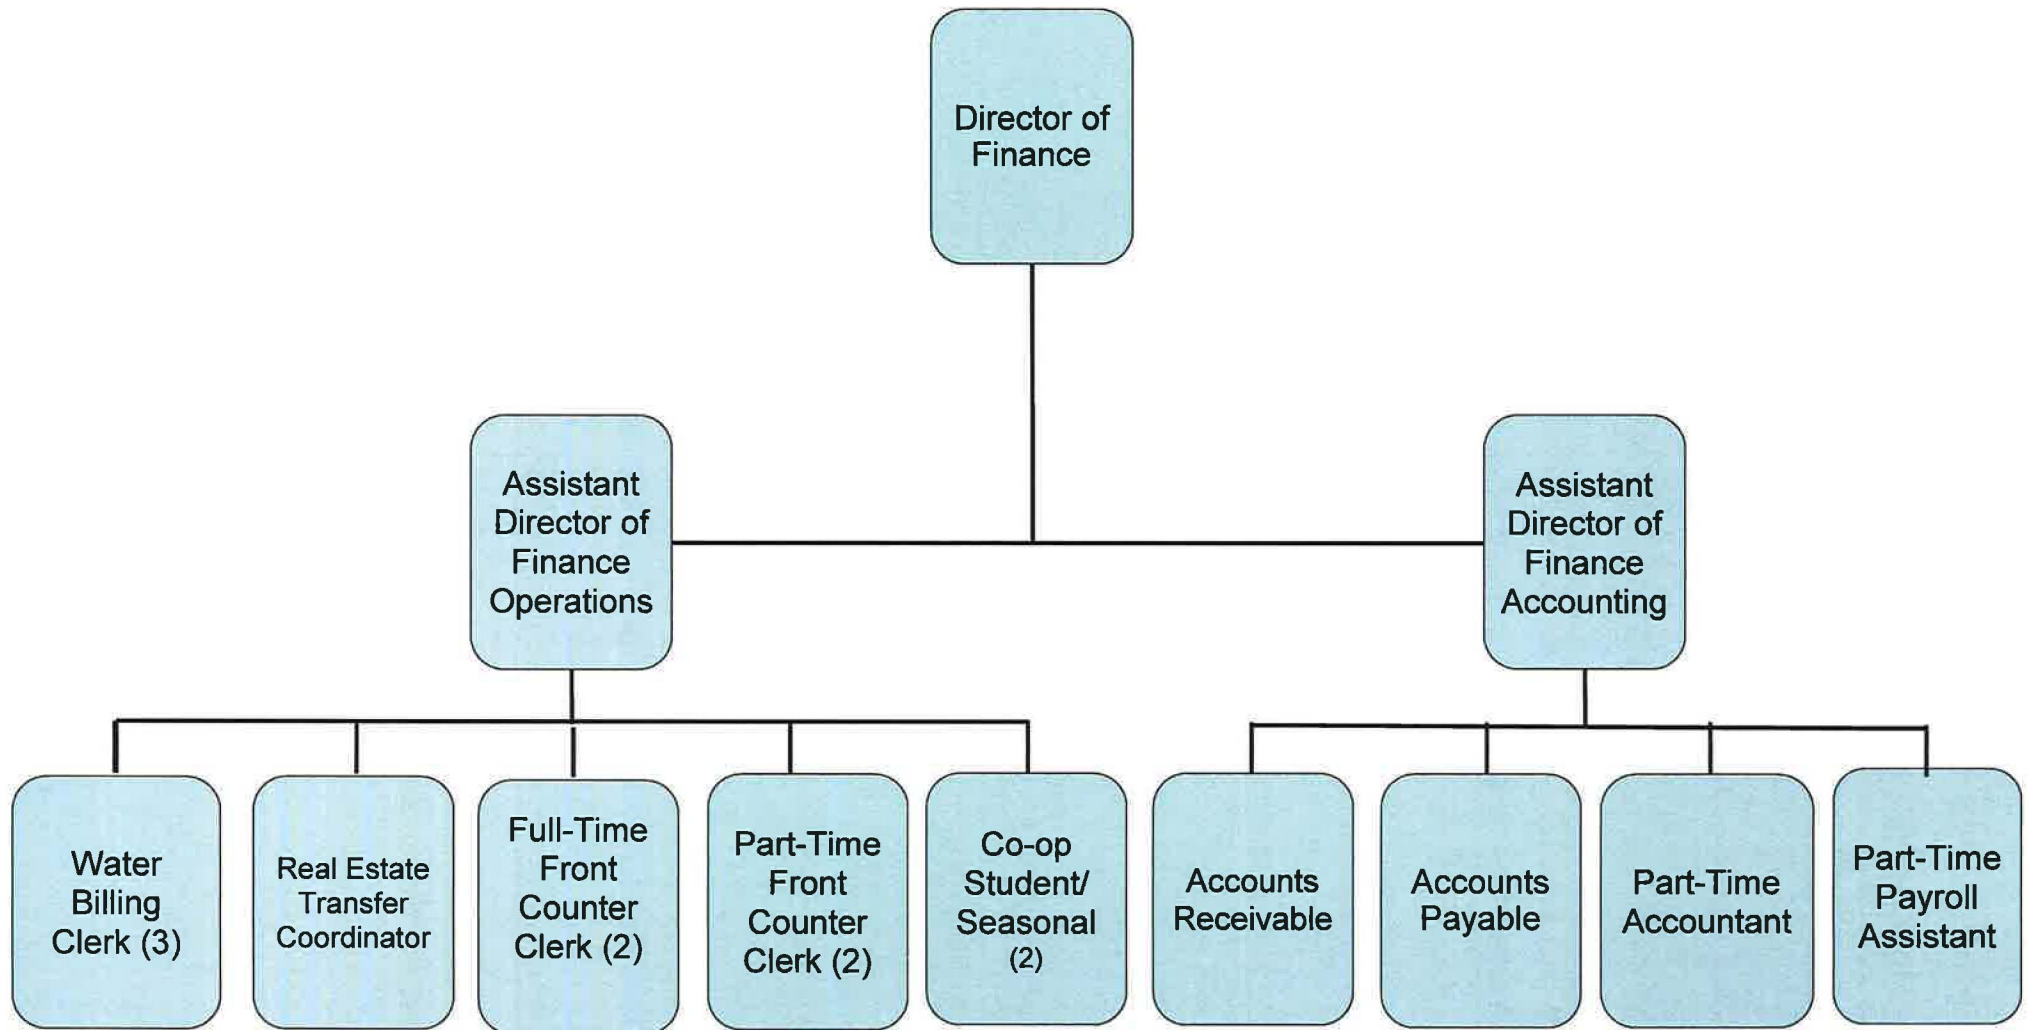 Director of
Finance
Assistant
Director of
Finance
Operations
Assistant
Director of
Finance
Accounting
Water
Billing
Clerk (3)
Real Estate
Transfer
Coordinator
Full-Time
Front
Counter
Clerk (2)
Part-Time
Front
Counter
Clerk (2)
Co-op
Student/
Seasonal
(2)
Accounts
Receivable
Accounts
Payable
Part-Time
Accountant
Part-Time
Payroll
Assistant